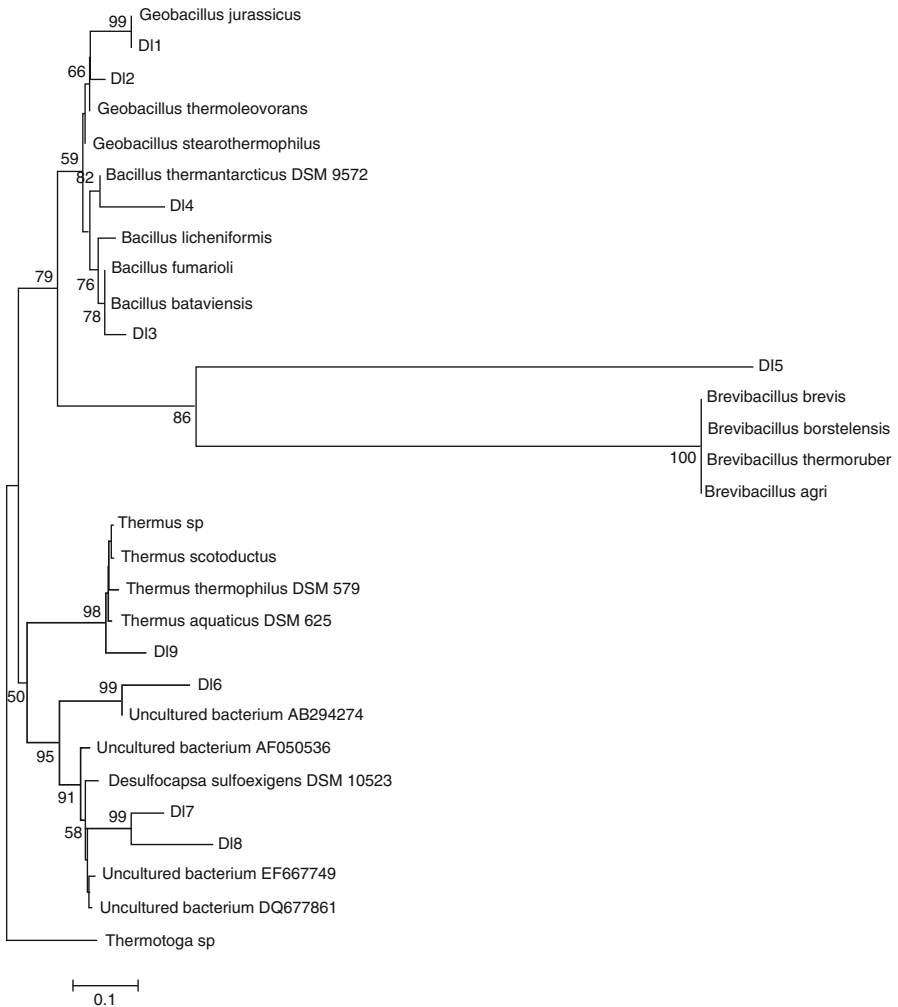 99
Geobacillus jurassicus
DI1
66
DI2
Geobacillus thermoleovorans
Geobacillus stearothermophilus
59
82
Bacillus thermantarcticus DSM 9572
DI4
Bacillus licheniformis
79
Bacillus fumarioli
76
Bacillus bataviensis
78
DI3
DI5
86
Brevibacillus brevis
Brevibacillus borstelensis
100
Brevibacillus thermoruber
Brevibacillus agri
Thermus sp
Thermus scotoductus
Thermus thermophilus DSM 579
98
Thermus aquaticus DSM 625
DI9
50
99
DI6
Uncultured bacterium AB294274
95
Uncultured bacterium AF050536
Desulfocapsa sulfoexigens DSM 10523
91
99
DI7
58
DI8
Uncultured bacterium EF667749
Uncultured bacterium DQ677861
Thermotoga sp
0.1